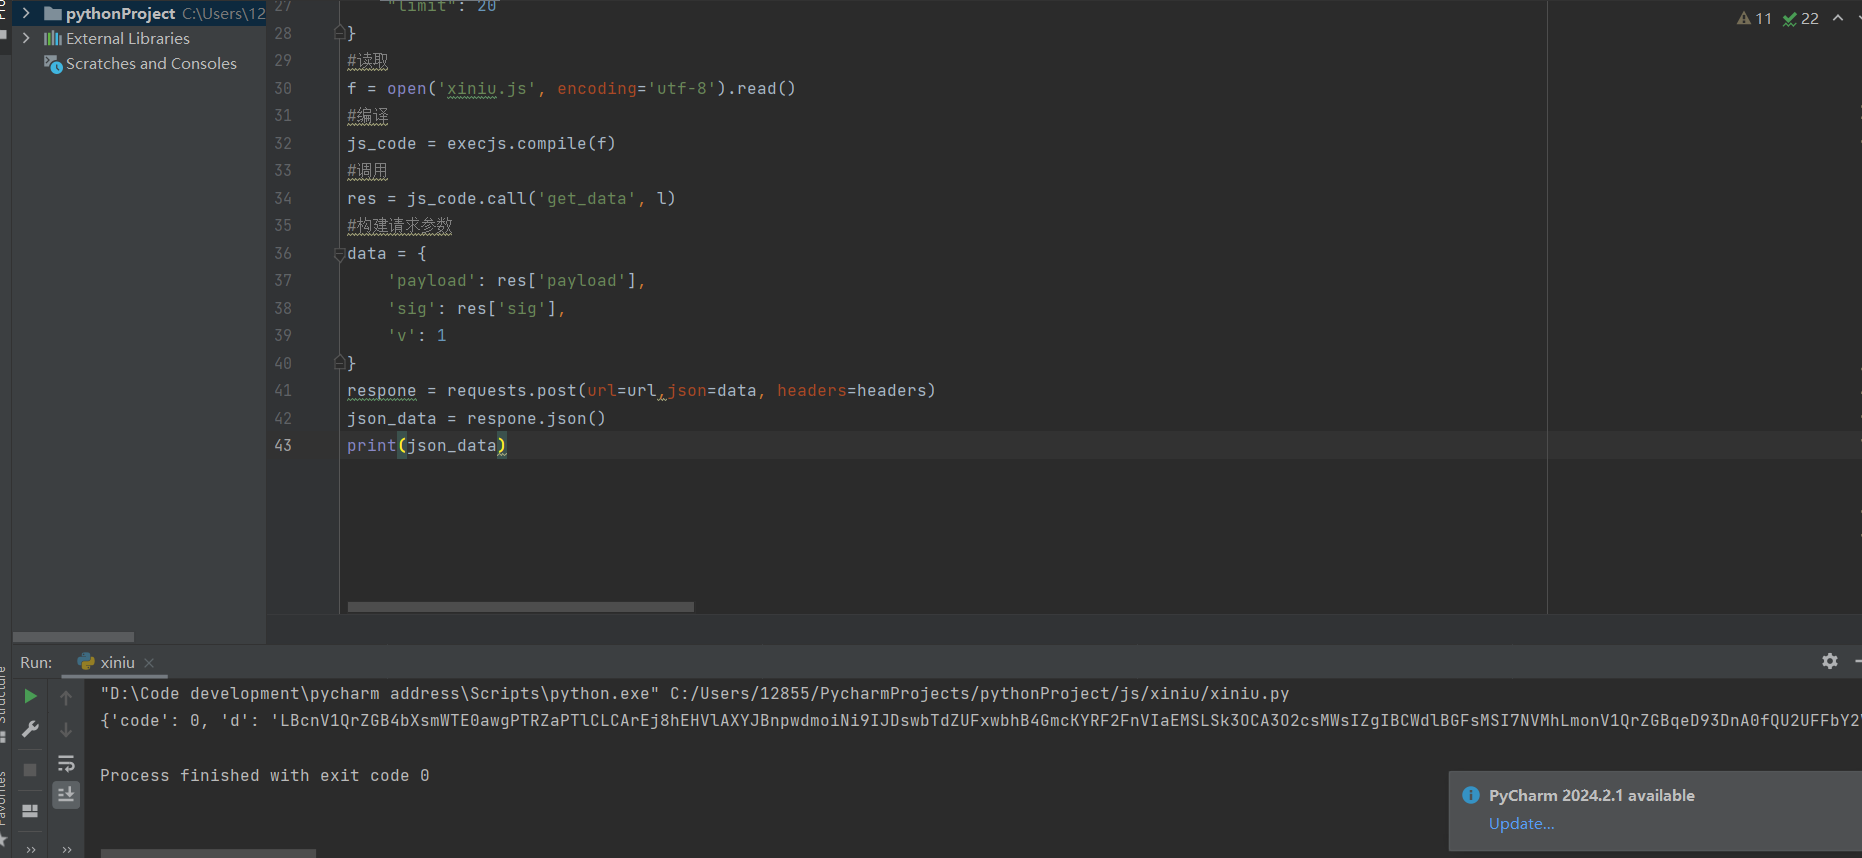 pythonProject C:\Users\12
External Libraries
Scratches and Consoles
11 22
27 "limit": 20
28 }
29 #读取
30 f = open('xiniu.js', encoding='utf-8').read()
31 #编译
32 js_code = execjs.compile(f)
33 #调用
34 res = js_code.call('get_data', l)
35 #构建请求参数
36 data = {
37 'payload': res['payload'],
38 'sig': res['sig'],
39 'v': 1
40 }
41 respone = requests.post(url=url,json=data, headers=headers)
42 json_data = respone.json()
43 print(json_data)
Run: xiniu
"D:\Code development\pycharm address\Scripts\python.exe" C:/Users/12855/PycharmProjects/pythonProject/js/xiniu/xiniu.py
{'code': 0, 'd': 'LBcnV1QrZGB4bXsmWTE0awgPTRZaPTlCLCArEj8hEHVlAXYJBnpwdmoiNi9IJDswbTdZUFxwbhB4GmcKYRF2FnVIaEMSLSk3OCA3O2csMWsIZgIBCWdlBGFsMSI7NVMhLmonV1QrZGBqeD93DnA0fQU2UUFFbY2
Process finished with exit code 0
PyCharm 2024.2.1 available
Update...
Structure
Favorites